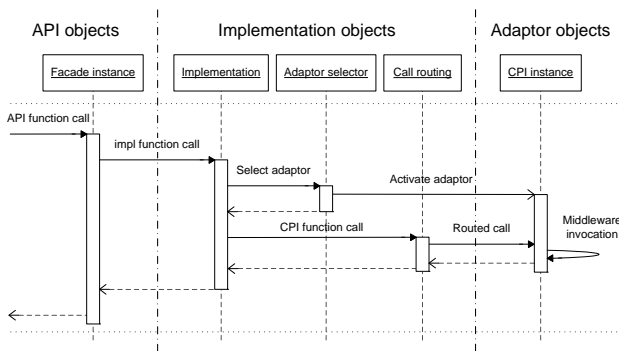 API objects
Implementation objects
Adaptor objects
Facade instance
Implementation
Adaptor selector
Call routing
CPI instance
API function call
impl function call
Select adaptor
Activate adaptor
CPI function call
Routed call
Middleware
invocation